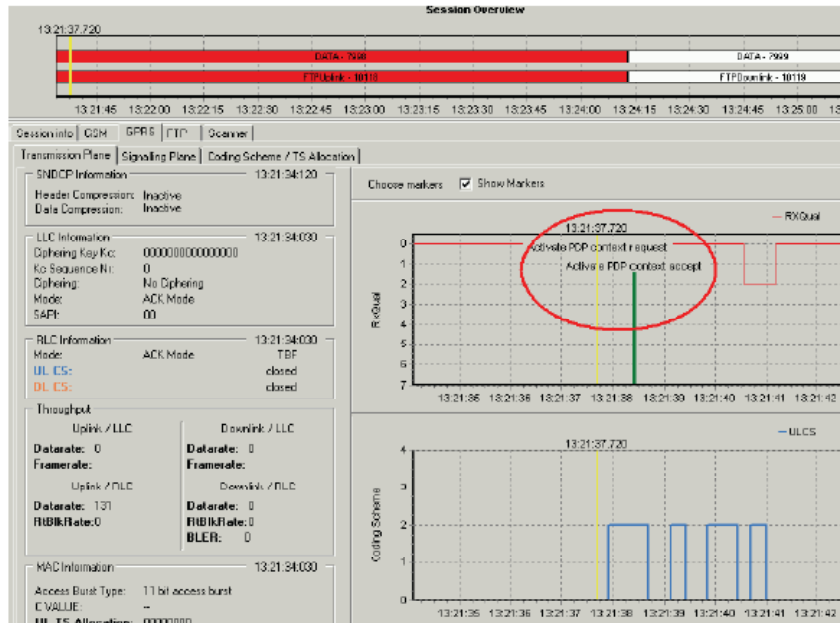 Session Overview
13:21:37.720
DATA - 7998
DATA - 7999
FTPUplink - 10118
FTPDownlink - 10119
13:21:45 13:22:00 13:22:15 13:22:30 13:22:45 13:23:00 13:23:15 13:23:30 13:23:45 13:24:00 13:24:15 13:24:30 13:24:45 13:25:00
Session info GSM GPRS FTP Scanner
Transmission Plane Signalling Plane Coding Scheme / TS Allocation
SNDCP Information 13:21:34:120
Header Compression: Inactive
Data Compression: Inactive
LLC Information 13:21:34:030
Ciphering Key Kc: 0000000000000000
Kc Sequence Nr: 0
Ciphering: No Ciphering
Mode: ACK Mode
SAPI: 00
RLC Information 13:21:34:030
Mode: ACK Mode TBF
UL CS: closed
DL CS: closed
Throughput
Uplink / LLC Downlink / LLC
Datarate: 0 Datarate: 0
Framerate: Framerate:
Uplink / RLC Downlink / RLC
Datarate: 131 Datarate: 0
RtBlkRate:0 RtBlkRate:0
BLER: 0
MAC Information 13:21:34:030
Access Burst Type: 11 bit access burst
C VALUE: --
UL TS Allocation: 00000000
Choose markers Show Markers
RXQual
13:21:37.720
Activate PDP context request
Activate PDP context accept
RxQual
0
1
2
3
4
5
6
7
13:21:35 13:21:36 13:21:37 13:21:38 13:21:39 13:21:40 13:21:41 13:21:42
ULCS
13:21:37.720
Coding Scheme
4
3
2
1
0
13:21:35 13:21:36 13:21:37 13:21:38 13:21:39 13:21:40 13:21:41 13:21:42